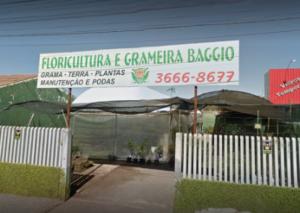 FLORICULTURA E GRAMEIRA BAGGIO
GRAMA - TERRA - PLANTAS
MANUTENÇÃO E PODAS
3666-8677